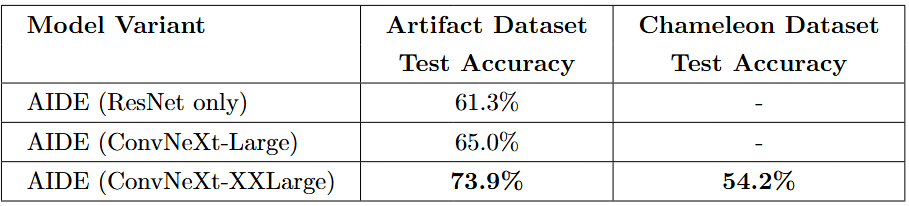 Model Variant Artifact Dataset Chameleon Dataset
Test Accuracy Test Accuracy
AIDE (ResNet only) 61.3% -
AIDE (ConvNeXt-Large) 65.0% -
AIDE (ConvNeXt-XXLarge) 73.9% 54.2%